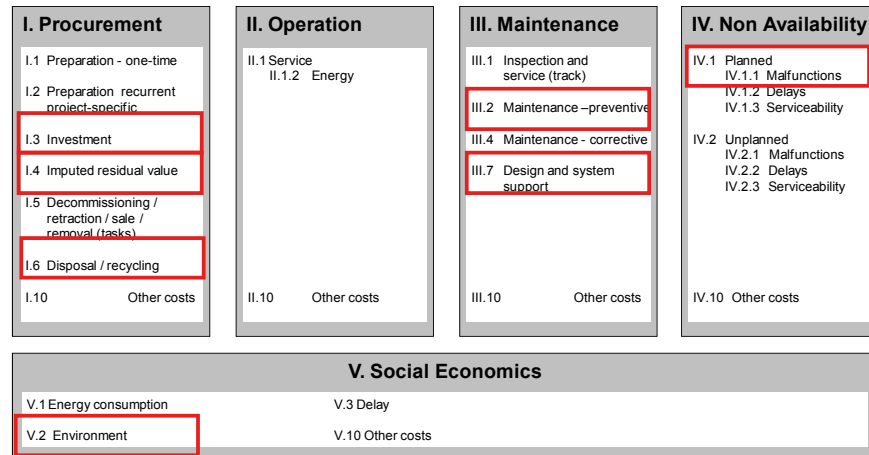 I. Procurement
I.1 Preparation - one-time
I.2 Preparation recurrent
project-specific
I.3 Investment
I.4 Imputed residual value
I.5 Decommissioning /
retraction / sale /
removal (tasks)
I.6 Disposal / recycling
I.10 Other costs
II. Operation
II.1 Service
II.1.2 Energy
II.10 Other costs
III. Maintenance
III.1 Inspection and
service (track)
III.2 Maintenance –preventive
III.4 Maintenance - corrective
III.7 Design and system
support
III.10 Other costs
IV. Non Availability
IV.1 Planned
IV.1.1 Malfunctions
IV.1.2 Delays
IV.1.3 Serviceability
IV.2 Unplanned
IV.2.1 Malfunctions
IV.2.2 Delays
IV.2.3 Serviceability
IV.10 Other costs
V. Social Economics
V.1 Energy consumption
V.3 Delay
V.2 Environment
V.10 Other costs